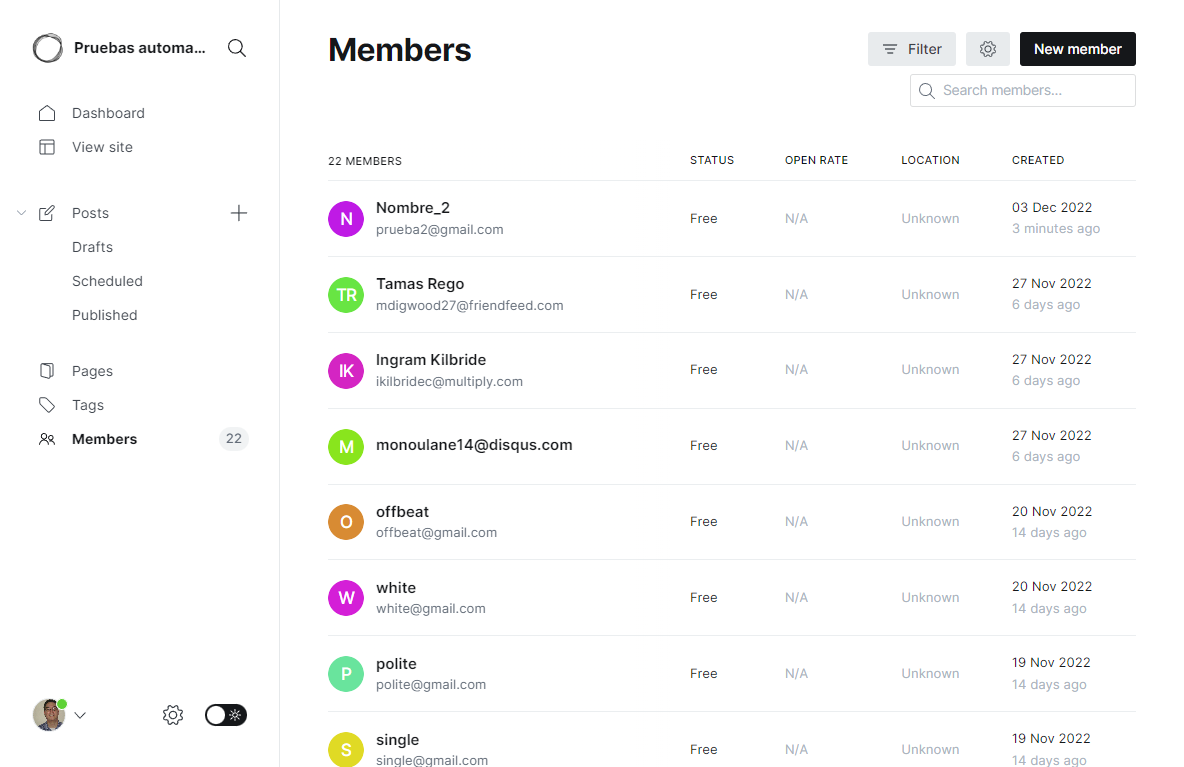 Pruebas automa...
Dashboard
View site
Posts
Drafts
Scheduled
Published
Pages
Tags
Members 22
Members
Filter
New member
Search members...
22 MEMBERS STATUS OPEN RATE LOCATION CREATED
N Nombre_2 Free N/A Unknown 03 Dec 2022
prueba2@gmail.com 3 minutes ago
TR Tamas Rego Free N/A Unknown 27 Nov 2022
mdigwood27@friendfeed.com 6 days ago
IK Ingram Kilbride Free N/A Unknown 27 Nov 2022
ikilbridec@multiply.com 6 days ago
M monoulane14@disqus.com Free N/A Unknown 27 Nov 2022
6 days ago
O offbeat Free N/A Unknown 20 Nov 2022
offbeat@gmail.com 14 days ago
W white Free N/A Unknown 20 Nov 2022
white@gmail.com 14 days ago
P polite Free N/A Unknown 19 Nov 2022
polite@gmail.com 14 days ago
S single Free N/A Unknown 19 Nov 2022
single@gmail.com 14 days ago